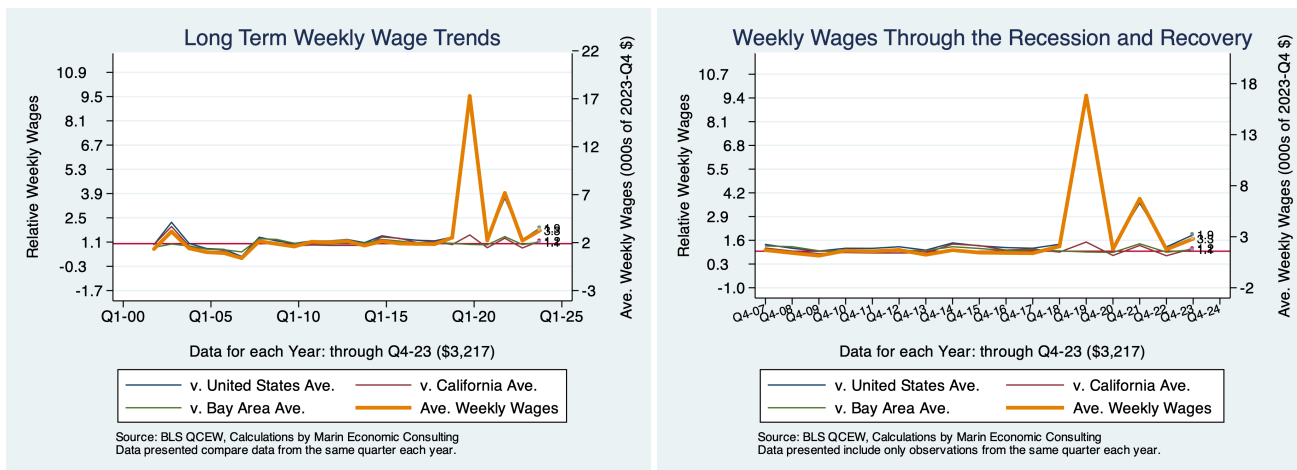 Long Term Weekly Wage Trends
Relative Weekly Wages
10.9
9.5
8.1
6.7
5.3
3.9
2.5
1.1
-0.3
-1.7
22
17
12
7
2
-3
Ave. Weekly Wages (000s of 2023-Q4 $)
3.3
Q1-00
Q1-05
Q1-10
Q1-15
Q1-20
Q1-25
Data for each Year: through Q4-23 ($3,217)
v. United States Ave.
v. California Ave.
v. Bay Area Ave.
Ave. Weekly Wages
Source: BLS QCEW, Calculations by Marin Economic Consulting
Data presented compare data from the same quarter each year.
Weekly Wages Through the Recession and Recovery
Relative Weekly Wages
10.7
9.4
8.1
6.8
5.5
4.2
2.9
1.6
0.3
-1.0
18
13
8
3
-2
Ave. Weekly Wages (000s of 2023-Q4 $)
3.3
Q4-07
Q4-08
Q4-09
Q4-10
Q4-11
Q4-12
Q4-13
Q4-14
Q4-15
Q4-16
Q4-17
Q4-18
Q4-19
Q4-20
Q4-21
Q4-22
Q4-23
Q4-24
Data for each Year: through Q4-23 ($3,217)
v. United States Ave.
v. California Ave.
v. Bay Area Ave.
Ave. Weekly Wages
Source: BLS QCEW, Calculations by Marin Economic Consulting
Data presented include only observations from the same quarter each year.